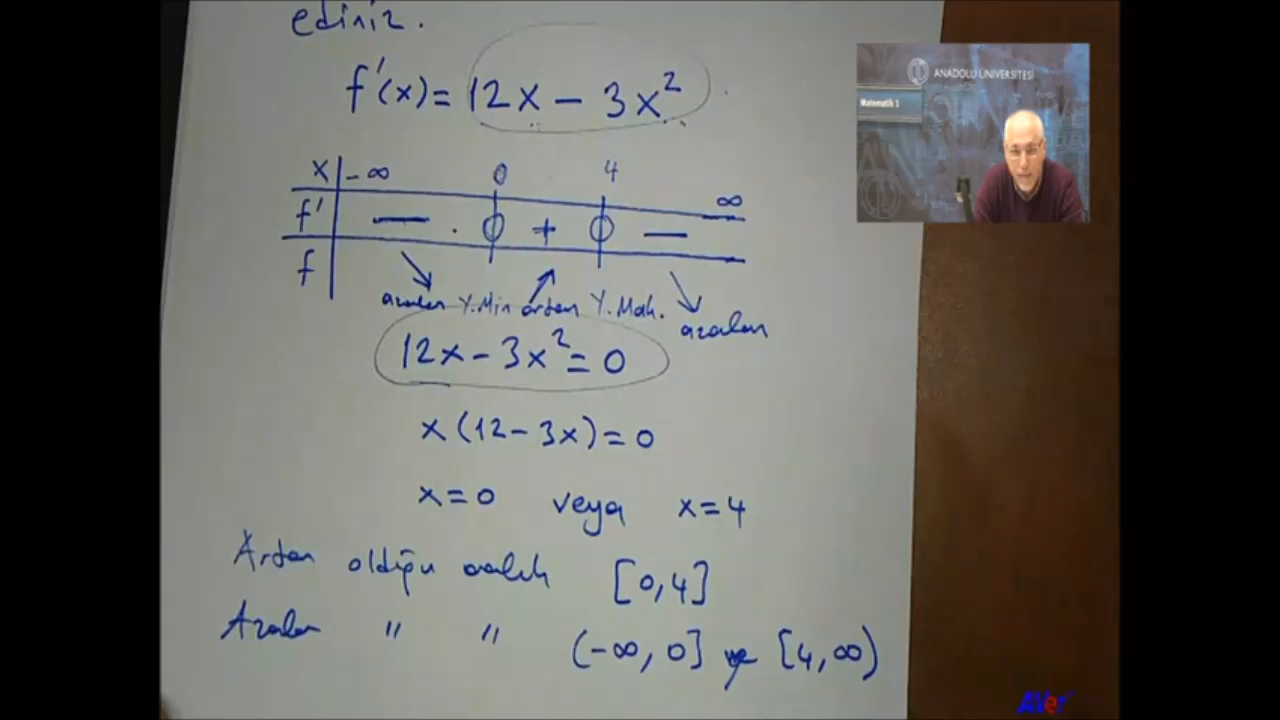 ediniz.
f'(x) = 12x - 3x²
x | -∞ 0 4 ∞
f' | — 0 + 0 —
f | ↘ ↗ ↘
azalan Y.Min artan Y.Mak. azalan
12x - 3x² = 0
x(12 - 3x) = 0
x = 0 veya x = 4
Artan olduğu aralık [0,4]
Azalan " " (-∞, 0] ve [4, ∞)
ANADOLU ÜNİVERSİTESİ
Matematik 1
AVer